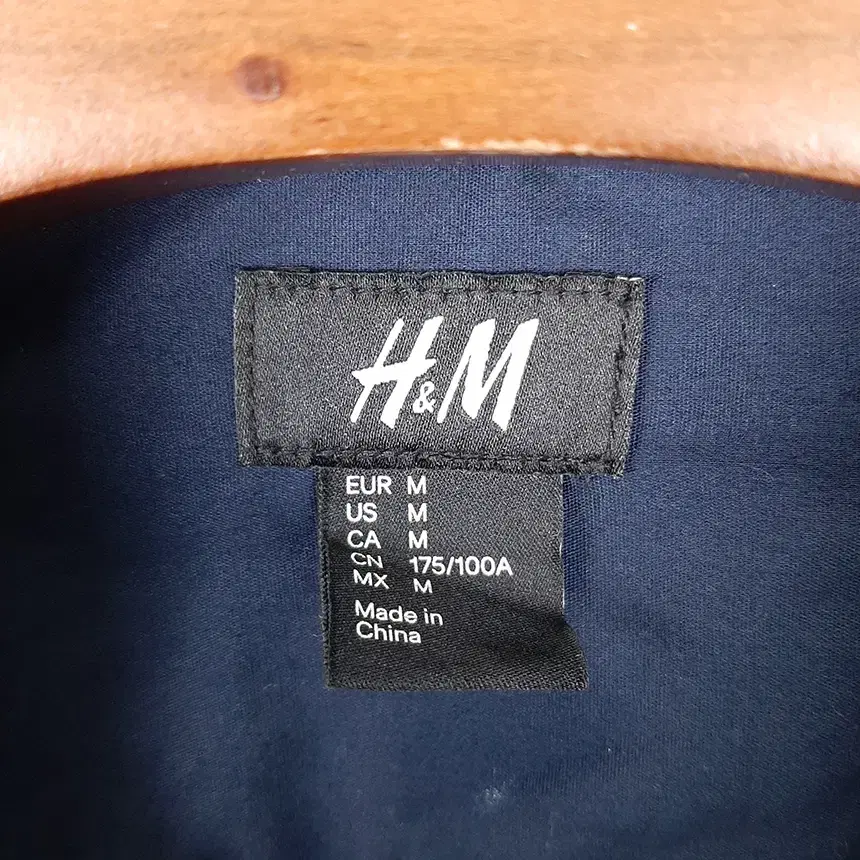 H&M
EUR M
US M
CA M
CN 175/100A
MX M
Made in
China